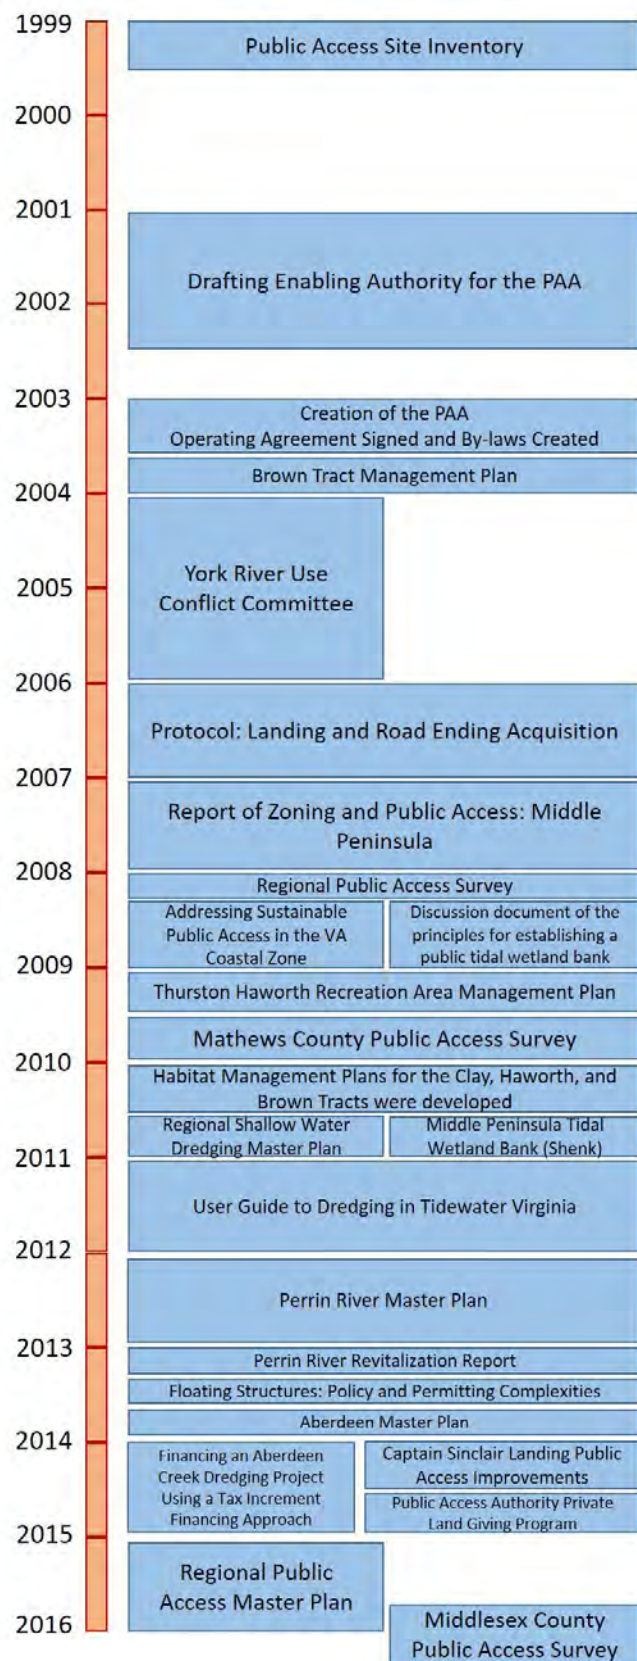 1999
Public Access Site Inventory
2000
2001
Drafting Enabling Authority for the PAA
2002
2003
Creation of the PAA
Operating Agreement Signed and By-laws Created
Brown Tract Management Plan
2004
York River Use
Conflict Committee
2005
2006
Protocol: Landing and Road Ending Acquisition
2007
Report of Zoning and Public Access: Middle
Peninsula
2008
Regional Public Access Survey
Addressing Sustainable
Public Access in the VA
Coastal Zone
Discussion document of the
principles for establishing a
public tidal wetland bank
2009
Thurston Haworth Recreation Area Management Plan
Mathews County Public Access Survey
2010
Habitat Management Plans for the Clay, Haworth, and
Brown Tracts were developed
Regional Shallow Water
Dredging Master Plan
Middle Peninsula Tidal
Wetland Bank (Shenk)
2011
User Guide to Dredging in Tidewater Virginia
2012
Perrin River Master Plan
2013
Perrin River Revitalization Report
Floating Structures: Policy and Permitting Complexities
Aberdeen Master Plan
2014
Financing an Aberdeen
Creek Dredging Project
Using a Tax Increment
Financing Approach
Captain Sinclair Landing Public
Access Improvements
Public Access Authority Private
Land Giving Program
2015
Regional Public
Access Master Plan
2016
Middlesex County
Public Access Survey